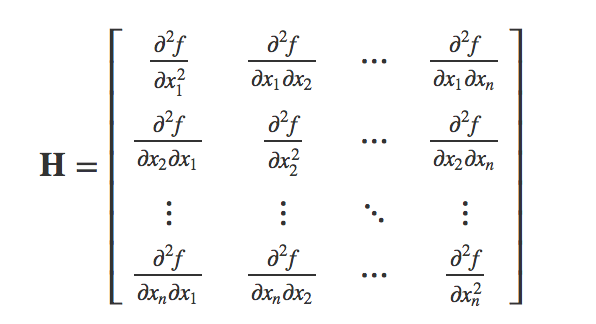 H = [ ∂²f/∂x₁² ∂²f/∂x₁∂x₂ ⋯ ∂²f/∂x₁∂xₙ
∂²f/∂x₂∂x₁ ∂²f/∂x₂² ⋯ ∂²f/∂x₂∂xₙ
⋮ ⋮ ⋱ ⋮
∂²f/∂xₙ∂x₁ ∂²f/∂xₙ∂x₂ ⋯ ∂²f/∂xₙ² ]